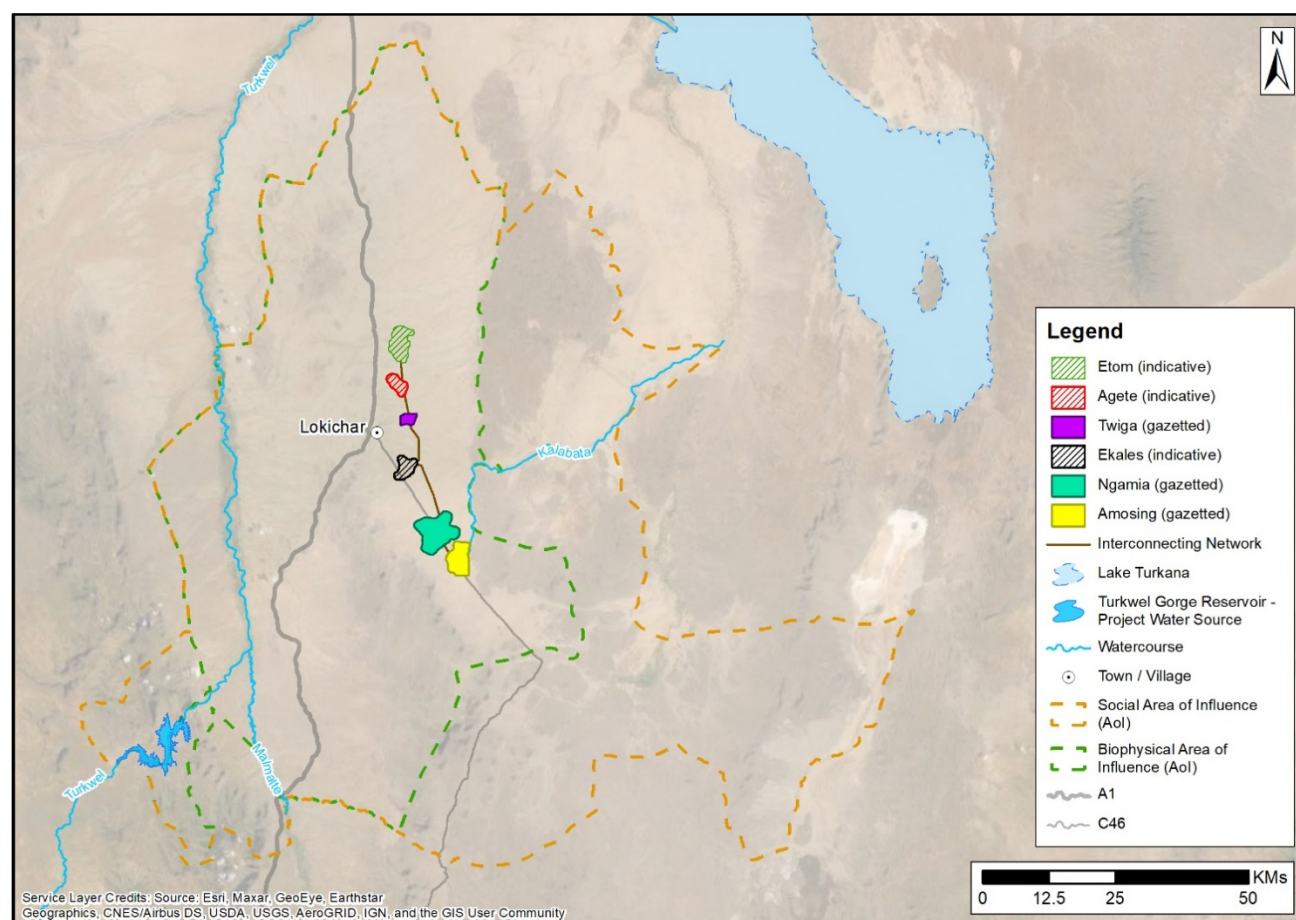 Turkwel
N
Lokichar
Kalabata
Malmalte
Turkwel
Legend
Etom (indicative)
Agete (indicative)
Twiga (gazetted)
Ekales (indicative)
Ngamia (gazetted)
Amosing (gazetted)
Interconnecting Network
Lake Turkana
Turkwel Gorge Reservoir -
Project Water Source
Watercourse
Town / Village
Social Area of Influence
(AoI)
Biophysical Area of
Influence (AoI)
A1
C46
KMs
0 12.5 25 50
Service Layer Credits: Source: Esri, Maxar, GeoEye, Earthstar
Geographics, CNES/Airbus DS, USDA, USGS, AeroGRID, IGN, and the GIS User Community